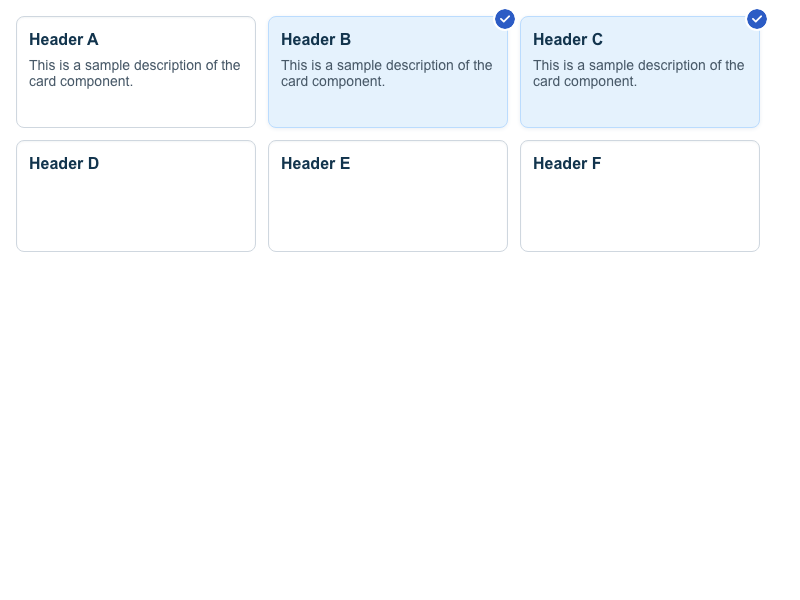 Header A
This is a sample description of the
card component.
Header B
This is a sample description of the
card component.
Header C
This is a sample description of the
card component.
Header D
Header E
Header F